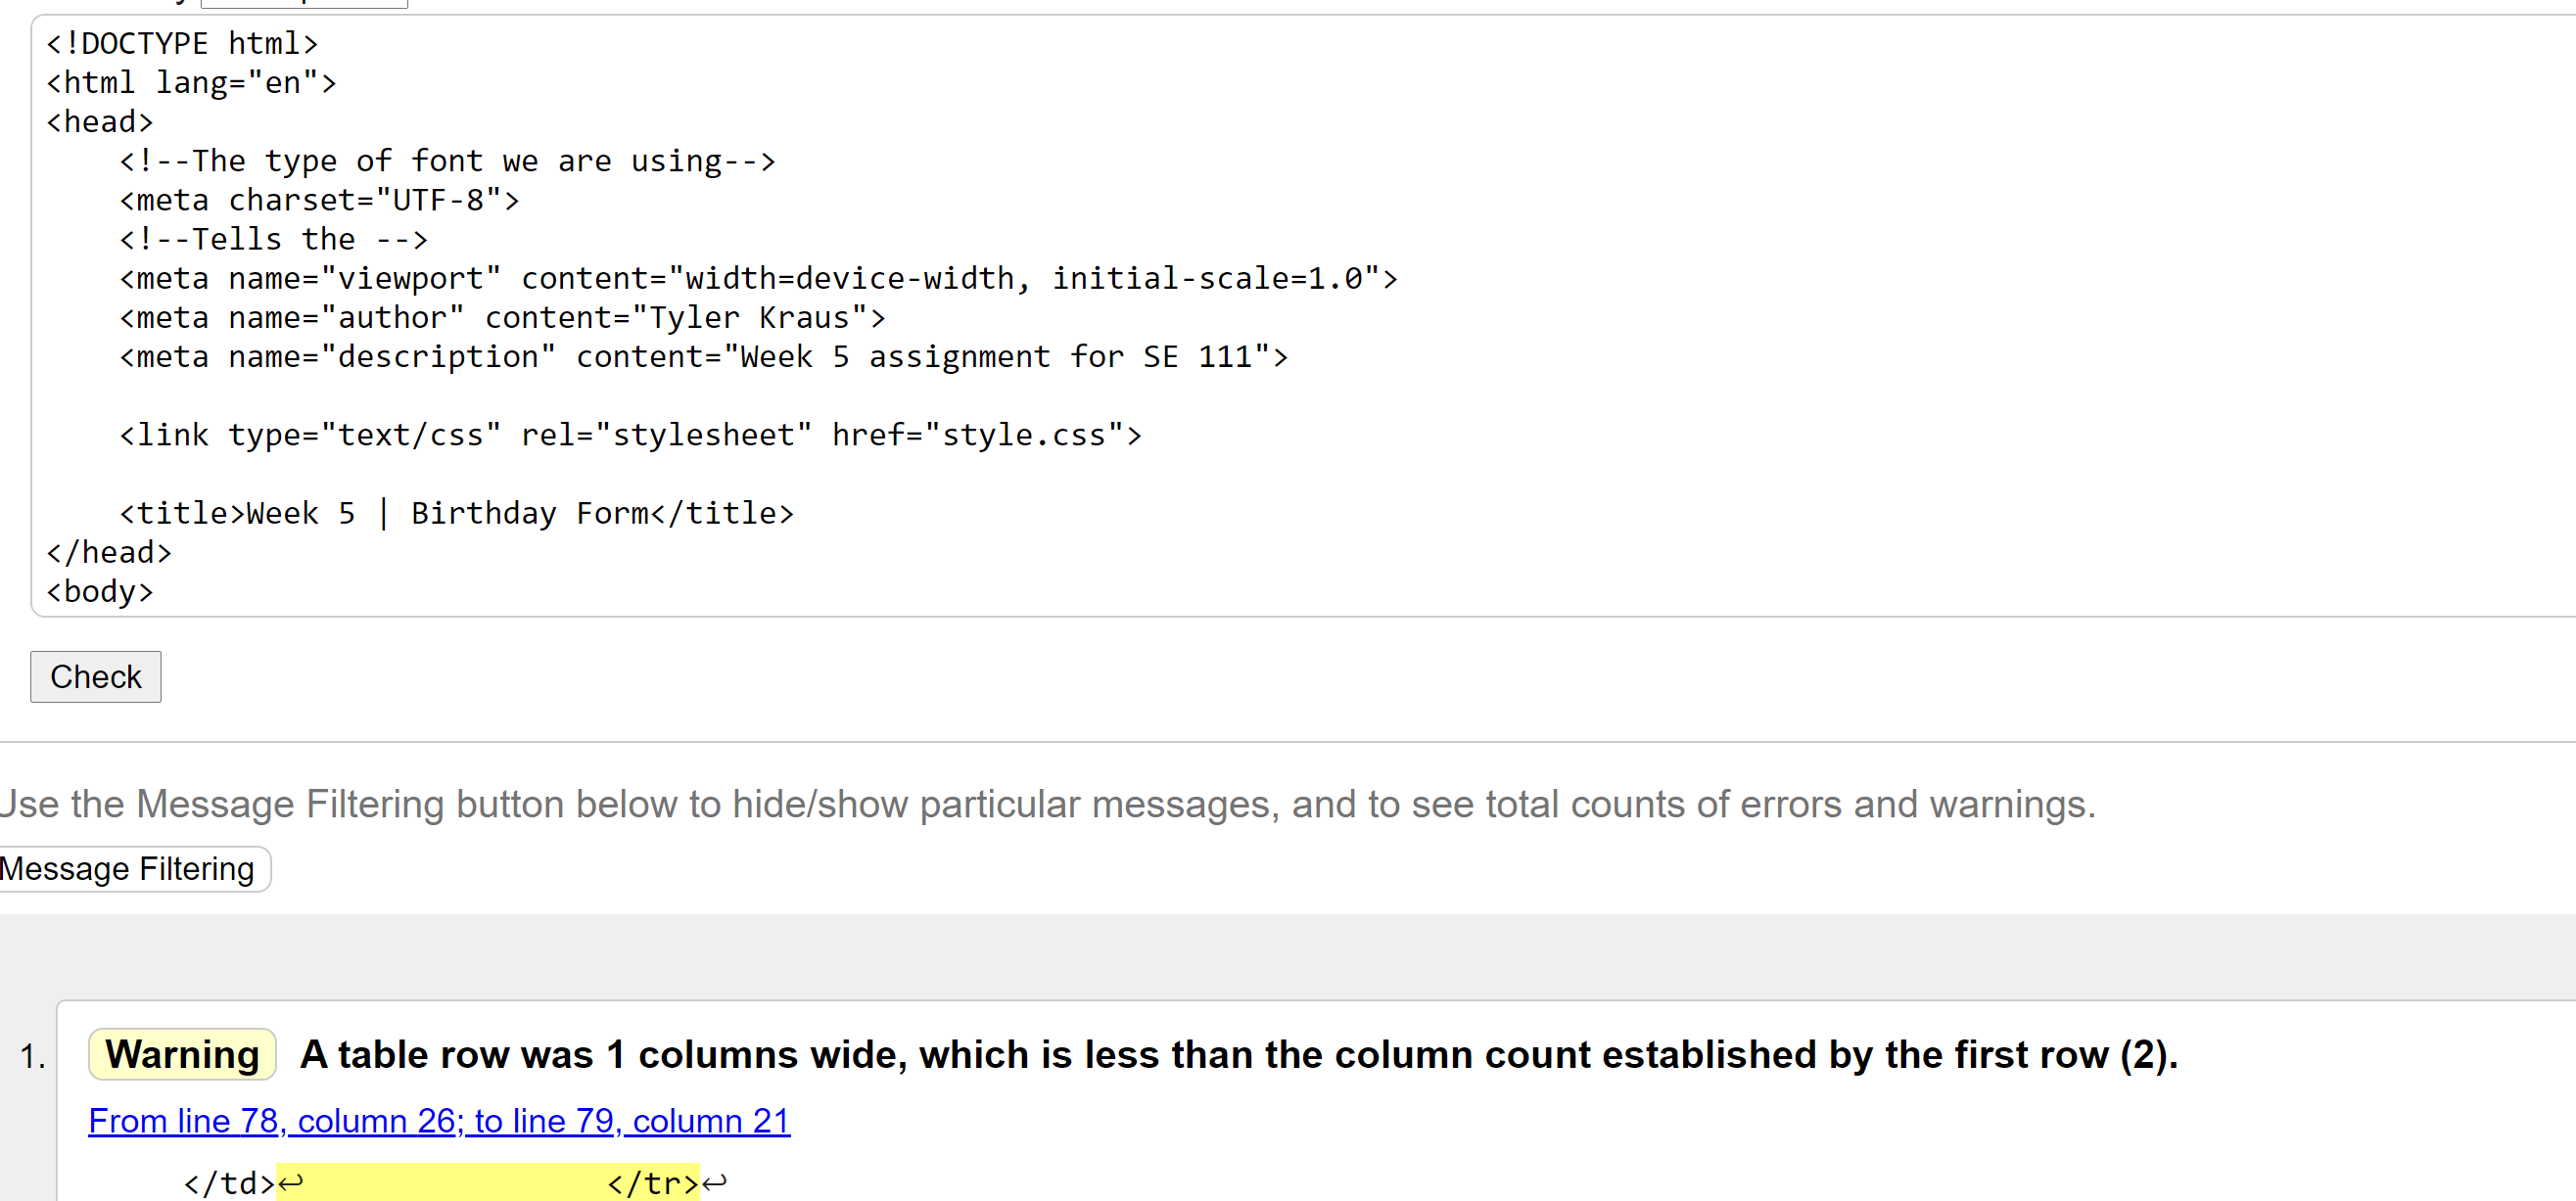 <!DOCTYPE html>
<html lang="en">
<head>
    <!--The type of font we are using-->
    <meta charset="UTF-8">
    <!--Tells the -->
    <meta name="viewport" content="width=device-width, initial-scale=1.0">
    <meta name="author" content="Tyler Kraus">
    <meta name="description" content="Week 5 assignment for SE 111">
    <link type="text/css" rel="stylesheet" href="style.css">
    <title>Week 5 | Birthday Form</title>
</head>
<body>
Check
Use the Message Filtering button below to hide/show particular messages, and to see total counts of errors and warnings.
Message Filtering
1. Warning A table row was 1 columns wide, which is less than the column count established by the first row (2).
From line 78, column 26; to line 79, column 21
</td>↩                </tr>↩